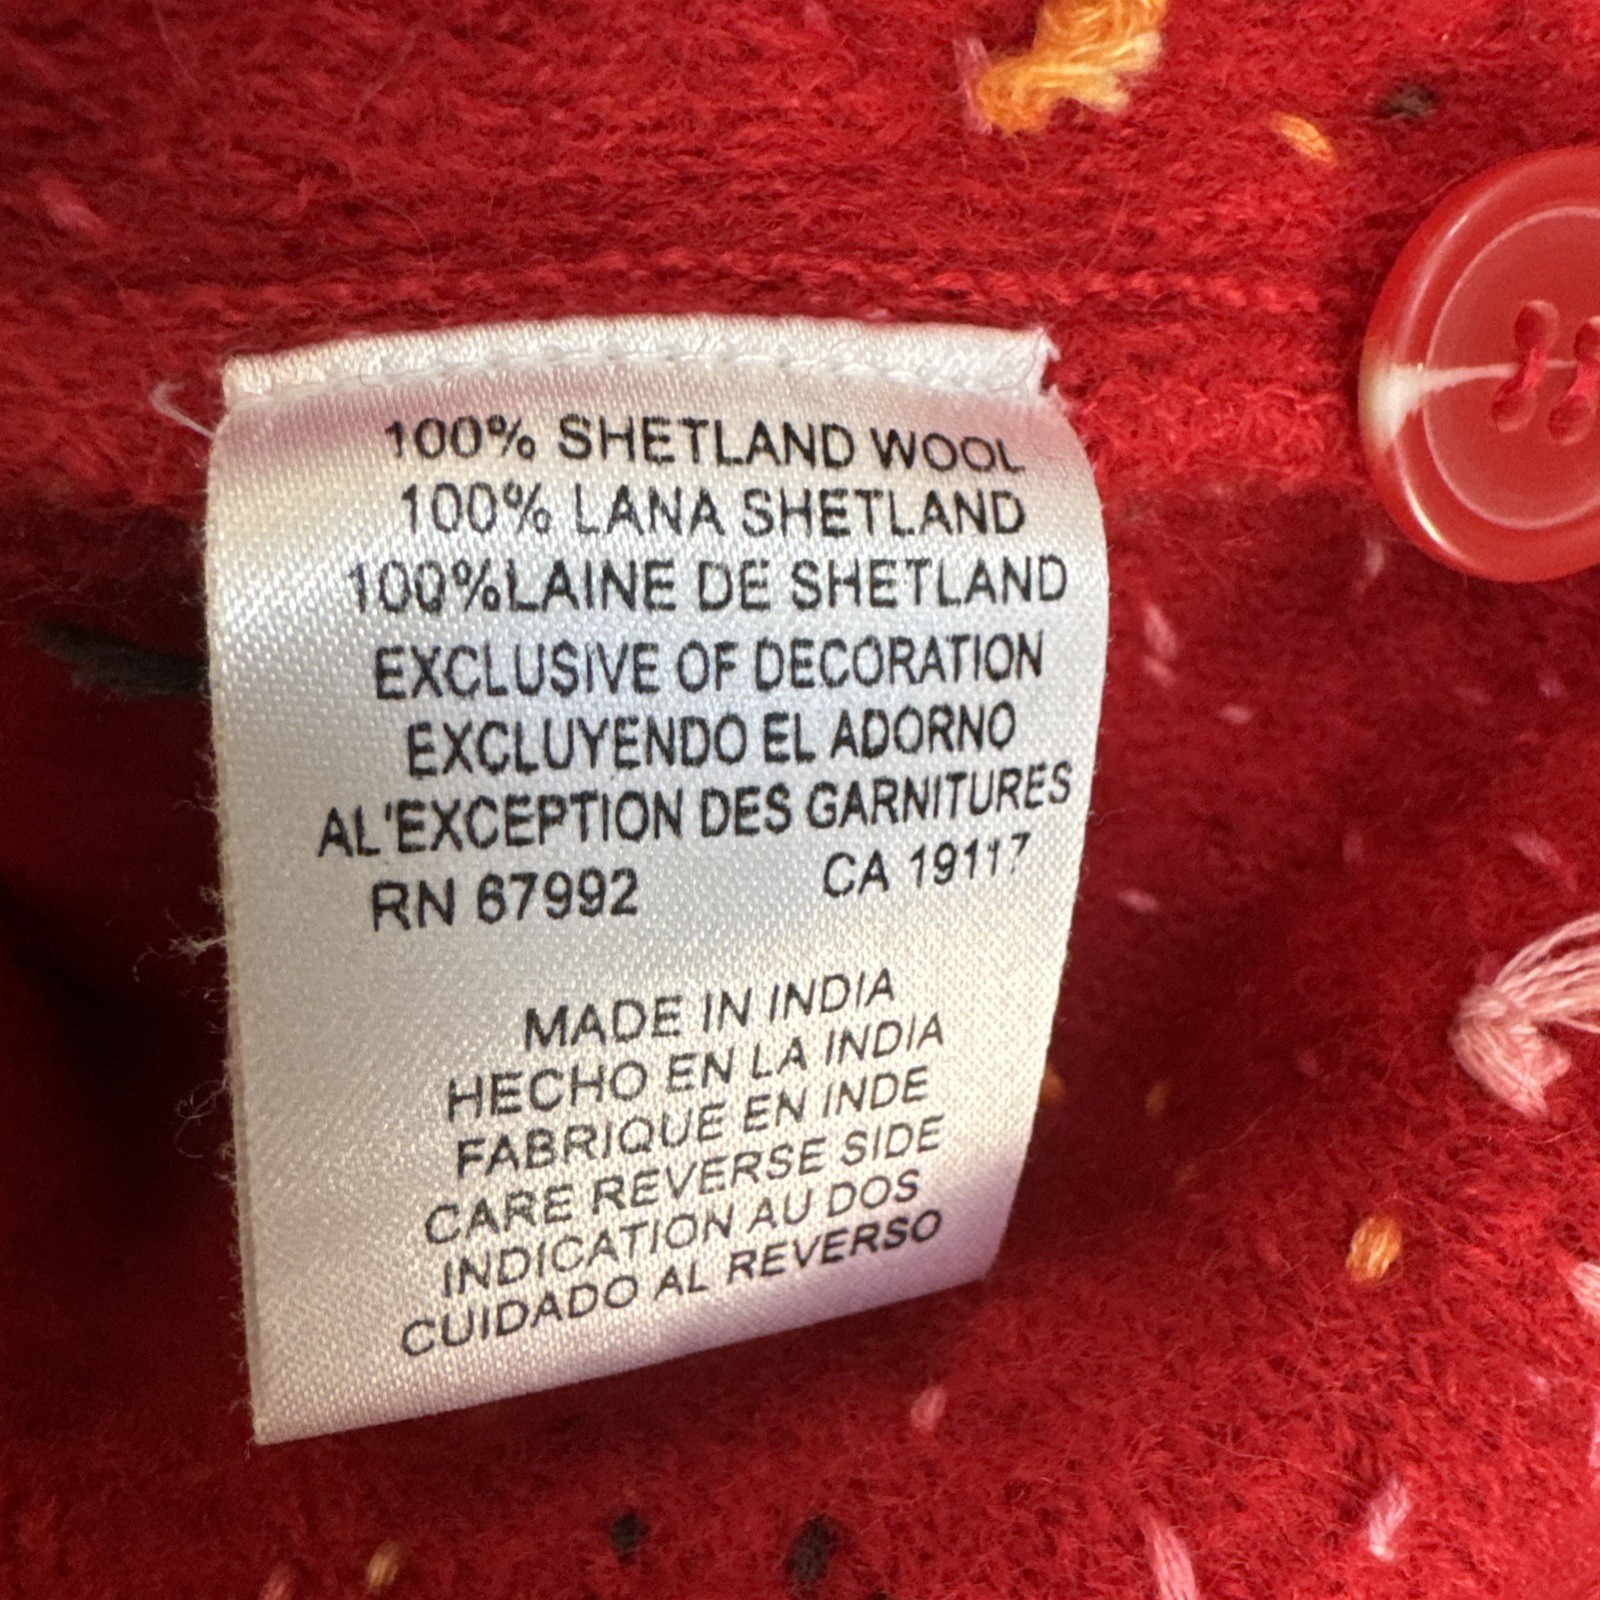 100% SHETLAND WOOL
100% LANA SHETLAND
100%LAINE DE SHETLAND
EXCLUSIVE OF DECORATION
EXCLUYENDO EL ADORNO
AL'EXCEPTION DES GARNITURES
RN 67992 CA 19117
MADE IN INDIA
HECHO EN LA INDIA
FABRIQUE EN INDE
CARE REVERSE SIDE
INDICATION AU DOS
CUIDADO AL REVERSO